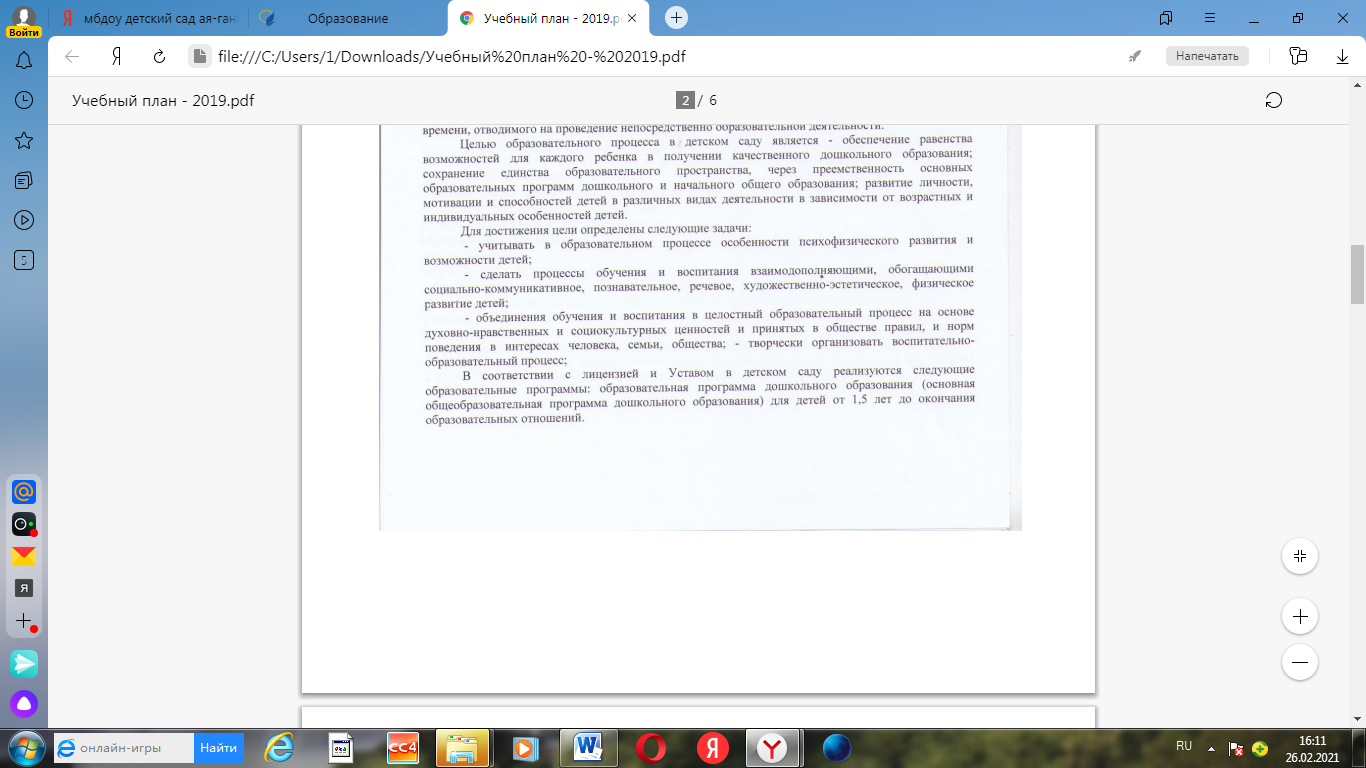 Войти
мбдоу детский сад ая-ган
Образование
Учебный план - 2019.p
file:///C:/Users/1/Downloads/Учебный%20план%20-%202019.pdf
Напечатать
Учебный план - 2019.pdf
2 / 6
времени, отводимого на проведение непосредственно образовательной деятельности.
Целью образовательного процесса в детском саду является - обеспечение равенства
возможностей для каждого ребенка в получении качественного дошкольного образования;
сохранение единства образовательного пространства, через преемственность основных
образовательных программ дошкольного и начального общего образования; развитие личности,
мотивации и способностей детей в различных видах деятельности в зависимости от возрастных и
индивидуальных особенностей детей.
Для достижения цели определены следующие задачи:
- учитывать в образовательном процессе особенности психофизического развития и
возможности детей;
- сделать процессы обучения и воспитания взаимодополняющими, обогащающими
социально-коммуникативное, познавательное, речевое, художественно-эстетическое, физическое
развитие детей;
- объединения обучения и воспитания в целостный образовательный процесс на основе
духовно-нравственных и социокультурных ценностей и принятых в обществе правил, и норм
поведения в интересах человека, семьи, общества; - творчески организовать воспитательно-
образовательный процесс;
В соответствии с лицензией и Уставом в детском саду реализуются следующие
образовательные программы: образовательная программа дошкольного образования (основная
общеобразовательная программа дошкольного образования) для детей от 1,5 лет до окончания
образовательных отношений.
5
Я
онлайн-игры
Найти
CC4
RU
16:11
26.02.2021